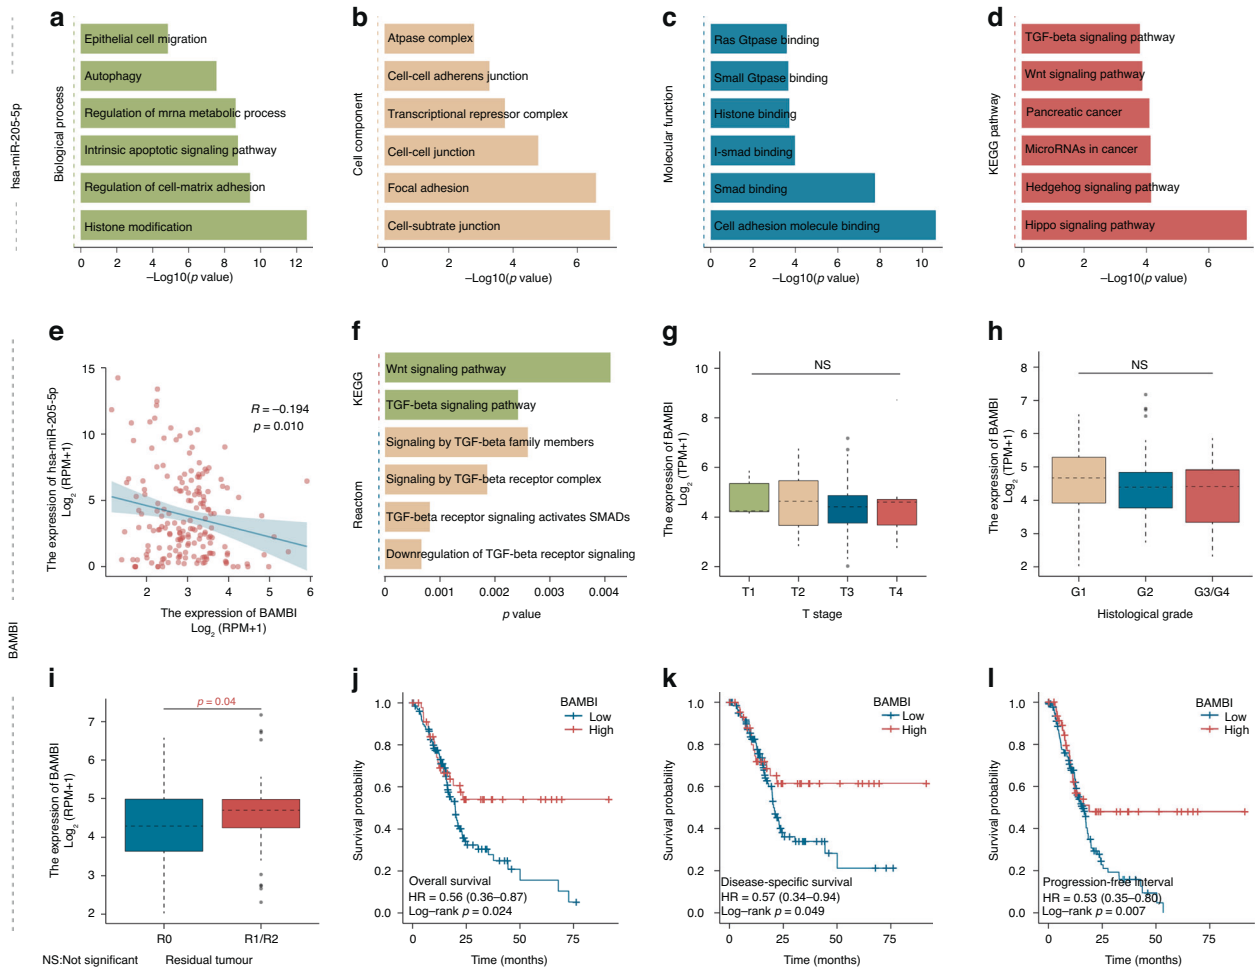 a
hsa-miR-205-5p
Biological process
Epithelial cell migration
Autophagy
Regulation of mrna metabolic process
Intrinsic apoptotic signaling pathway
Regulation of cell-matrix adhesion
Histone modification
0 2 4 6 8 10 12
–Log10(p value)
b
Cell component
Atpase complex
Cell-cell adherens junction
Transcriptional repressor complex
Cell-cell junction
Focal adhesion
Cell-subtrate junction
0 2 4 6
–Log10(p value)
c
Molecular function
Ras Gtpase binding
Small Gtpase binding
Histone binding
I-smad binding
Smad binding
Cell adhesion molecule binding
0 2 4 6 8 10
–Log10(p value)
d
KEGG pathway
TGF-beta signaling pathway
Wnt signaling pathway
Pancreatic cancer
MicroRNAs in cancer
Hedgehog signaling pathway
Hippo signaling pathway
0 2 4 6
–Log10(p value)
BAMBI
e
The expression of hsa-miR-205-5p
Log2 (RPM+1)
15
10
5
0
R = –0.194
p = 0.010
2 3 4 5 6
The expression of BAMBI
Log2 (RPM+1)
f
KEGG
Readtom
Wnt signaling pathway
TGF-beta signaling pathway
Signaling by TGF-beta family members
Signaling by TGF-beta receptor complex
TGF-beta receptor signaling activates SMADs
Downregulation of TGF-beta receptor signaling
0 0.001 0.002 0.003 0.004
p value
g
The expression of BAMBI
Log2 (TPM+1)
10
8
6
4
2
NS
T1 T2 T3 T4
T stage
h
The expression of BAMBI
Log2 (TPM+1)
8
7
6
5
4
3
2
NS
G1 G2 G3/G4
Histological grade
i
The expression of BAMBI
Log2 (RPM+1)
7
6
5
4
3
2
p = 0.04
R0 R1/R2
NS:Not significant Residual tumour
j
Survival probability
1.0
0.8
0.6
0.4
0.2
0.0
BAMBI
Low
High
Overall survival
HR = 0.56 (0.36–0.87)
Log–rank p = 0.024
0 25 50 75
Time (months)
k
Survival probability
1.0
0.8
0.6
0.4
0.2
0.0
BAMBI
Low
High
Disease-specific survival
HR = 0.57 (0.34–0.94)
Log–rank p = 0.049
0 25 50 75
Time (months)
l
Survival probability
1.0
0.8
0.6
0.4
0.2
0.0
BAMBI
Low
High
Progression-free interval
HR = 0.53 (0.35–0.80)
Log–rank p = 0.007
0 25 50 75
Time (months)